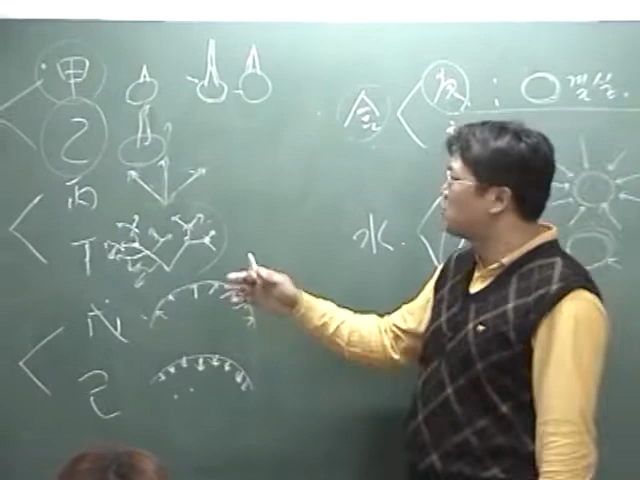 甲
乙
丙
丁
戊
己
金 庚 : 결실.
水.